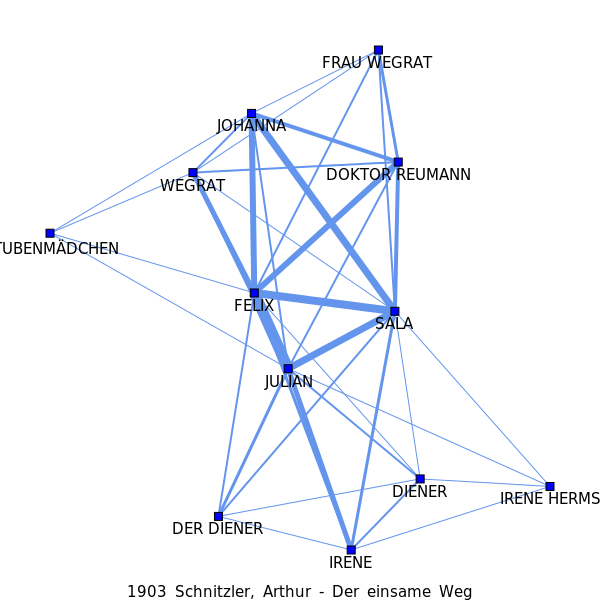 FRAU WEGRAT
JOHANNA
DOKTOR REUMANN
WEGRAT
TUBENMÄDCHEN
FELIX
SALA
JULIAN
DIENER
IRENE HERMS
DER DIENER
IRENE
1903 Schnitzler, Arthur - Der einsame Weg